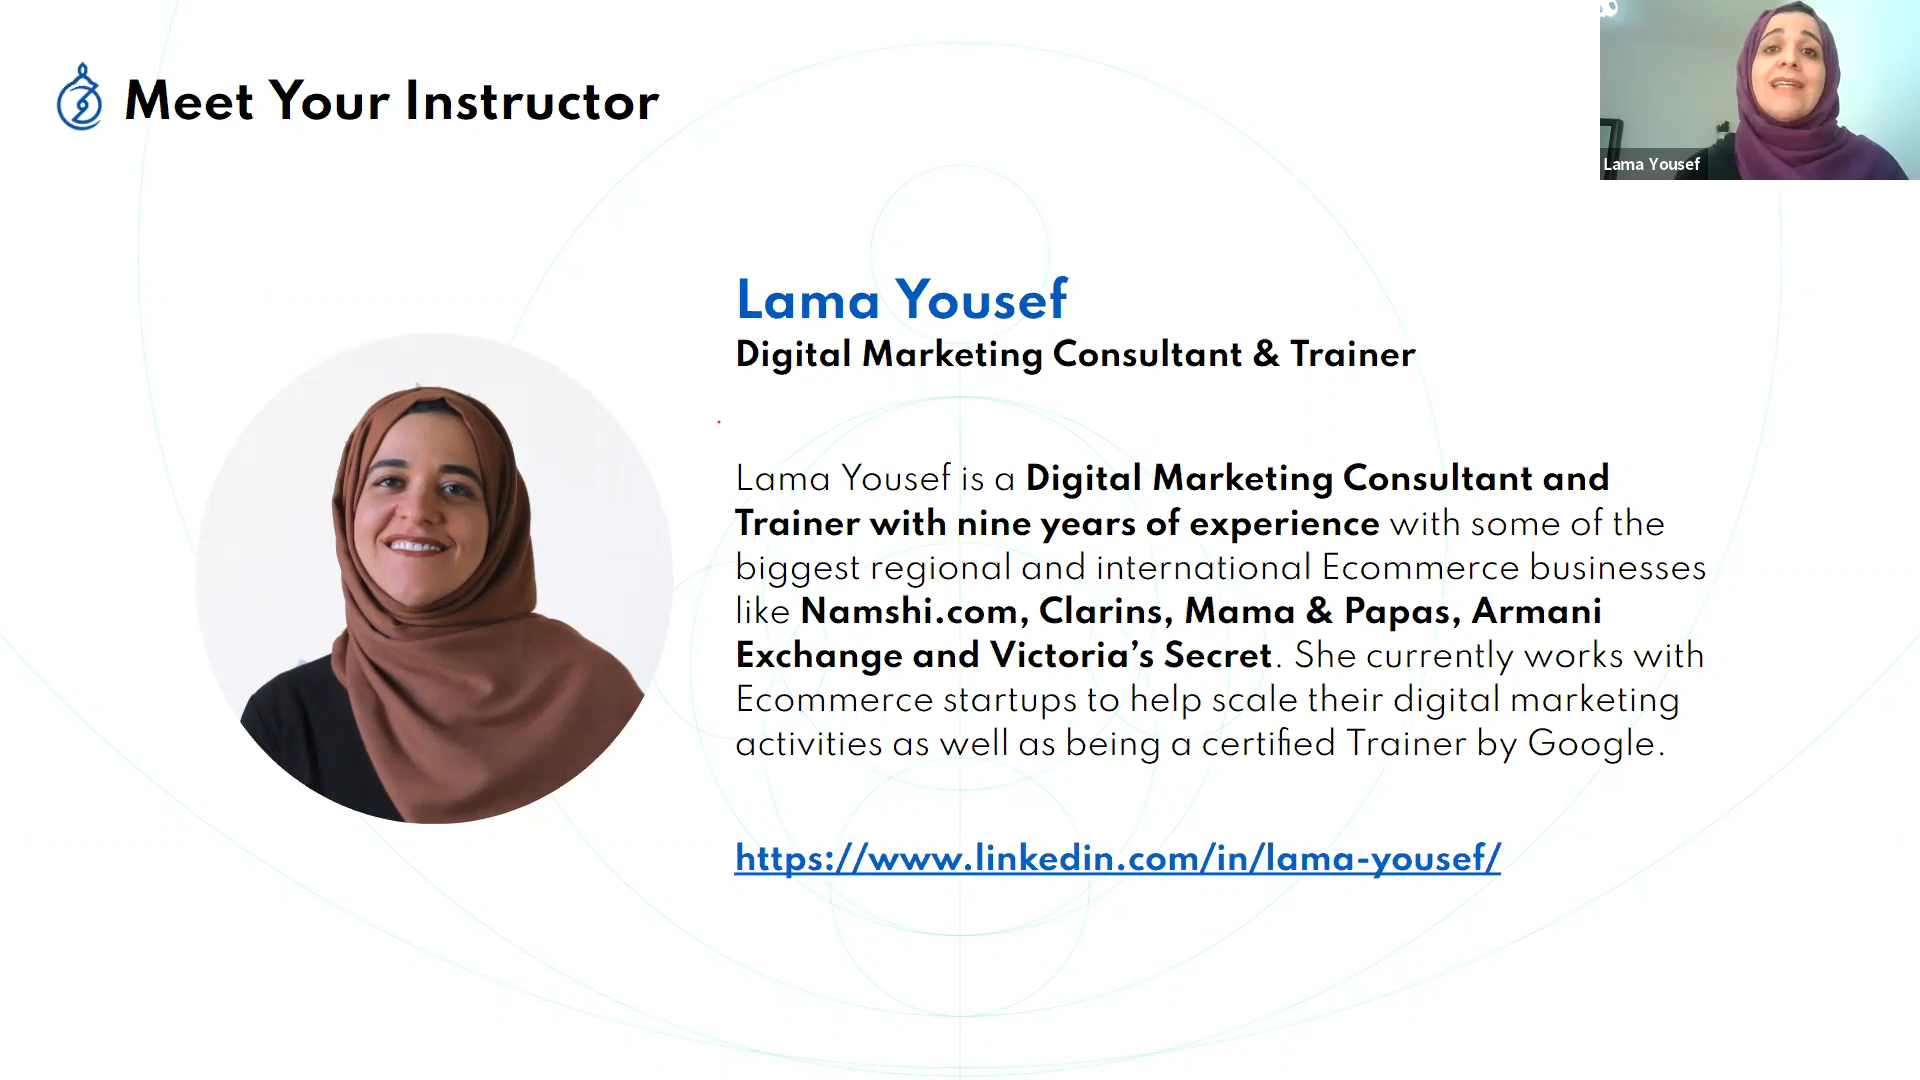 Meet Your Instructor
Lama Yousef
Lama Yousef
Digital Marketing Consultant & Trainer
Lama Yousef is a Digital Marketing Consultant and
Trainer with nine years of experience with some of the
biggest regional and international Ecommerce businesses
like Namshi.com, Clarins, Mama & Papas, Armani
Exchange and Victoria’s Secret. She currently works with
Ecommerce startups to help scale their digital marketing
activities as well as being a certified Trainer by Google.
https://www.linkedin.com/in/lama-yousef/